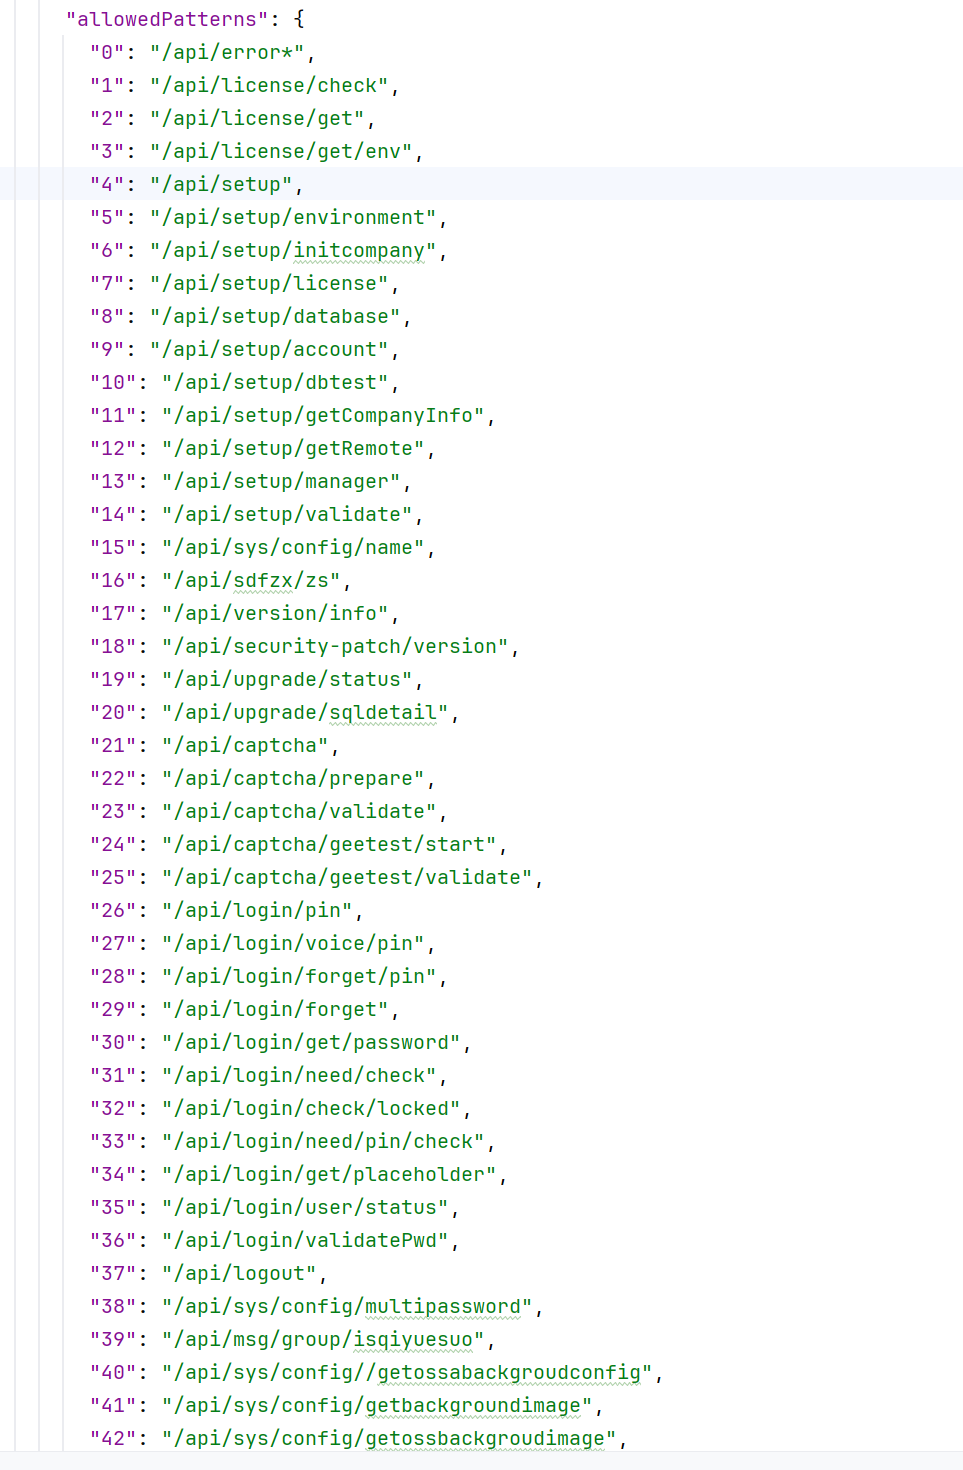 "allowedPatterns": {
"0": "/api/error*",
"1": "/api/license/check",
"2": "/api/license/get",
"3": "/api/license/get/env",
"4": "/api/setup",
"5": "/api/setup/environment",
"6": "/api/setup/initcompany",
"7": "/api/setup/license",
"8": "/api/setup/database",
"9": "/api/setup/account",
"10": "/api/setup/dbtest",
"11": "/api/setup/getCompanyInfo",
"12": "/api/setup/getRemote",
"13": "/api/setup/manager",
"14": "/api/setup/validate",
"15": "/api/sys/config/name",
"16": "/api/sdfzx/zs",
"17": "/api/version/info",
"18": "/api/security-patch/version",
"19": "/api/upgrade/status",
"20": "/api/upgrade/sqldetail",
"21": "/api/captcha",
"22": "/api/captcha/prepare",
"23": "/api/captcha/validate",
"24": "/api/captcha/geetest/start",
"25": "/api/captcha/geetest/validate",
"26": "/api/login/pin",
"27": "/api/login/voice/pin",
"28": "/api/login/forget/pin",
"29": "/api/login/forget",
"30": "/api/login/get/password",
"31": "/api/login/need/check",
"32": "/api/login/check/locked",
"33": "/api/login/need/pin/check",
"34": "/api/login/get/placeholder",
"35": "/api/login/user/status",
"36": "/api/login/validatePwd",
"37": "/api/logout",
"38": "/api/sys/config/multipassword",
"39": "/api/msg/group/isqiyuesuo",
"40": "/api/sys/config//getossabackgroudconfig",
"41": "/api/sys/config/getbackgroundimage",
"42": "/api/sys/config/getossbackgroudimage",